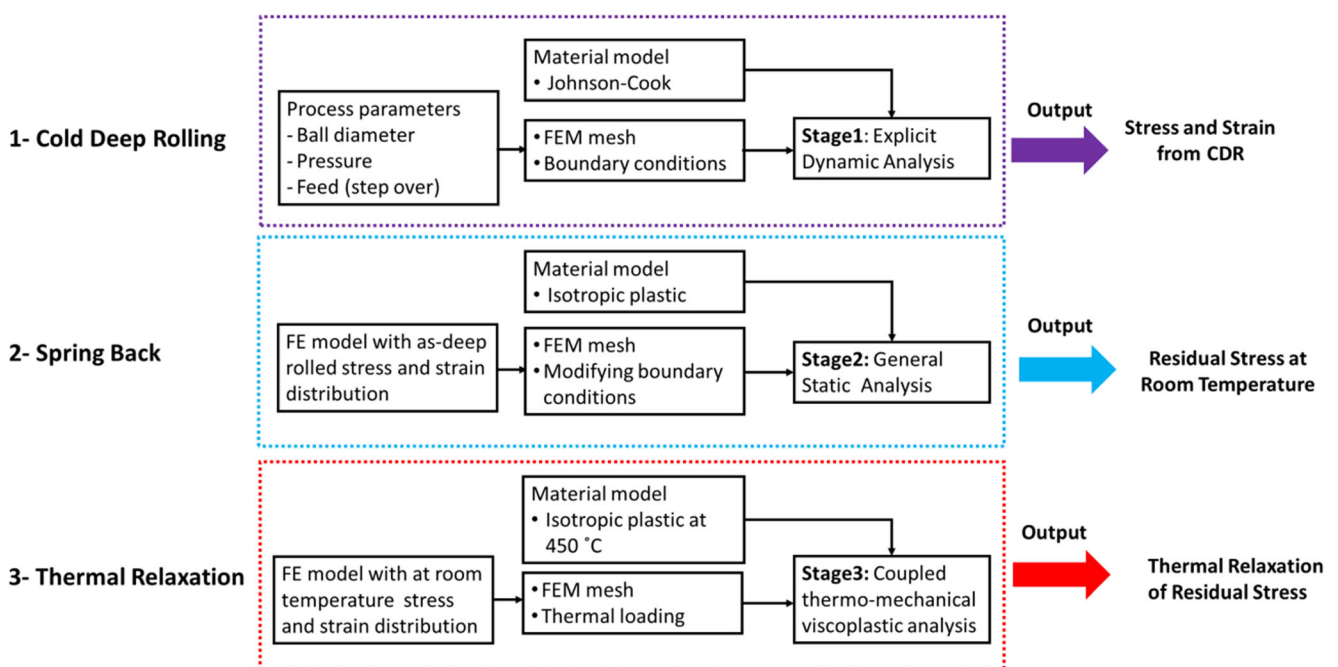 1- Cold Deep Rolling
Process parameters
- Ball diameter
- Pressure
- Feed (step over)
Material model
• Johnson-Cook
• FEM mesh
• Boundary conditions
Stage1: Explicit
Dynamic Analysis
Output
Stress and Strain
from CDR
2- Spring Back
FE model with as-deep
rolled stress and strain
distribution
Material model
• Isotropic plastic
• FEM mesh
• Modifying boundary
conditions
Stage2: General
Static Analysis
Output
Residual Stress at
Room Temperature
3- Thermal Relaxation
FE model with at room
temperature stress
and strain distribution
Material model
• Isotropic plastic at
450 ˚C
• FEM mesh
• Thermal loading
Stage3: Coupled
thermo-mechanical
viscoplastic analysis
Output
Thermal Relaxation
of Residual Stress